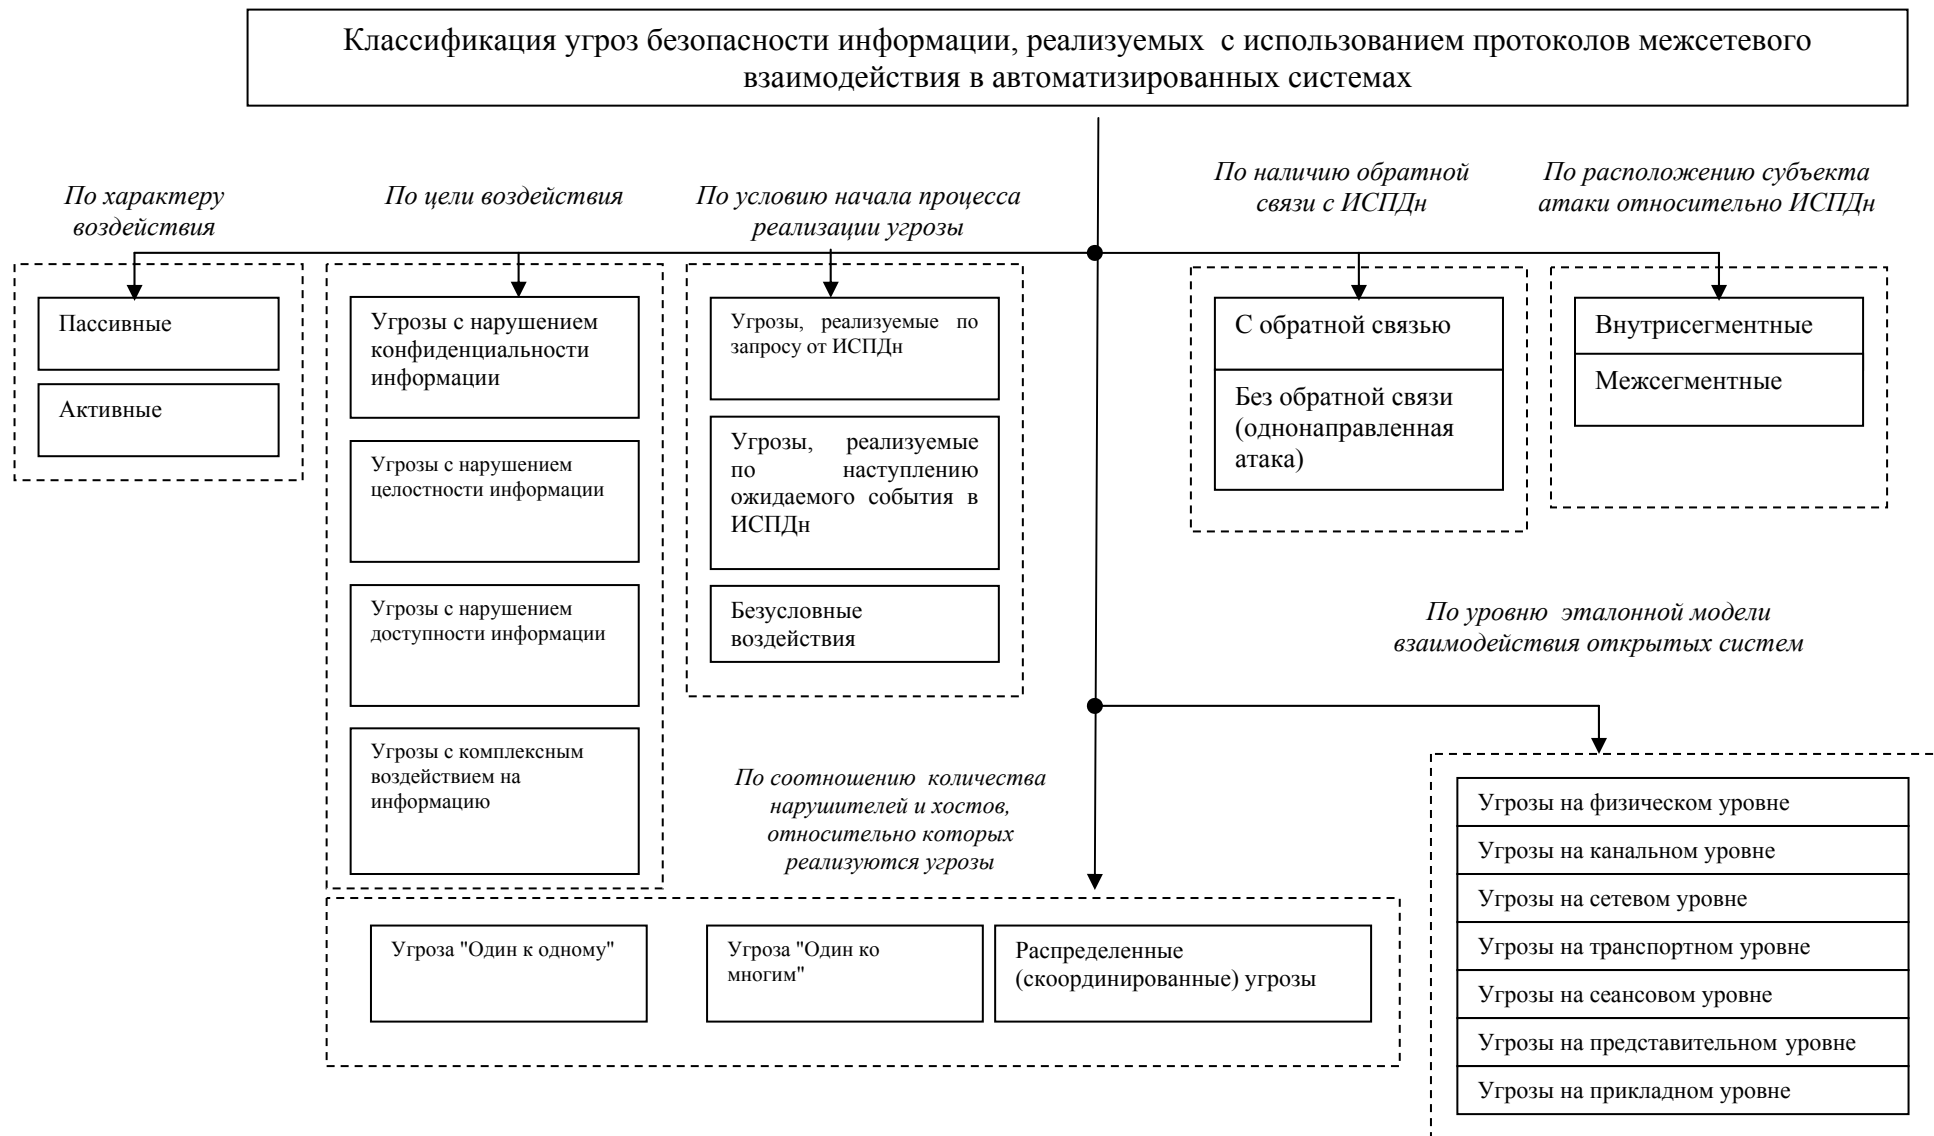 Классификация угроз безопасности информации, реализуемых с использованием протоколов межсетевого
взаимодействия в автоматизированных системах
По характеру
воздействия
По цели воздействия
По условию начала процесса
реализации угрозы
По наличию обратной
связи с ИСПДн
По расположению субъекта
атаки относительно ИСПДн
Пассивные
Активные
Угрозы с нарушением
конфиденциальности
информации
Угрозы с нарушением
целостности информации
Угрозы с нарушением
доступности информации
Угрозы с комплексным
воздействием на
информацию
Угрозы, реализуемые по
запросу от ИСПДн
Угрозы, реализуемые
по наступлению
ожидаемого события в
ИСПДн
Безусловные
воздействия
С обратной связью
Без обратной связи
(однонаправленная
атака)
Внутрисегментные
Межсегментные
По уровню эталонной модели
взаимодействия открытых систем
По соотношению количества
нарушителей и хостов,
относительно которых
реализуются угрозы
Угроза "Один к одному"
Угроза "Один ко
многим"
Распределенные
(скоординированные) угрозы
Угрозы на физическом уровне
Угрозы на канальном уровне
Угрозы на сетевом уровне
Угрозы на транспортном уровне
Угрозы на сеансовом уровне
Угрозы на представительном уровне
Угрозы на прикладном уровне